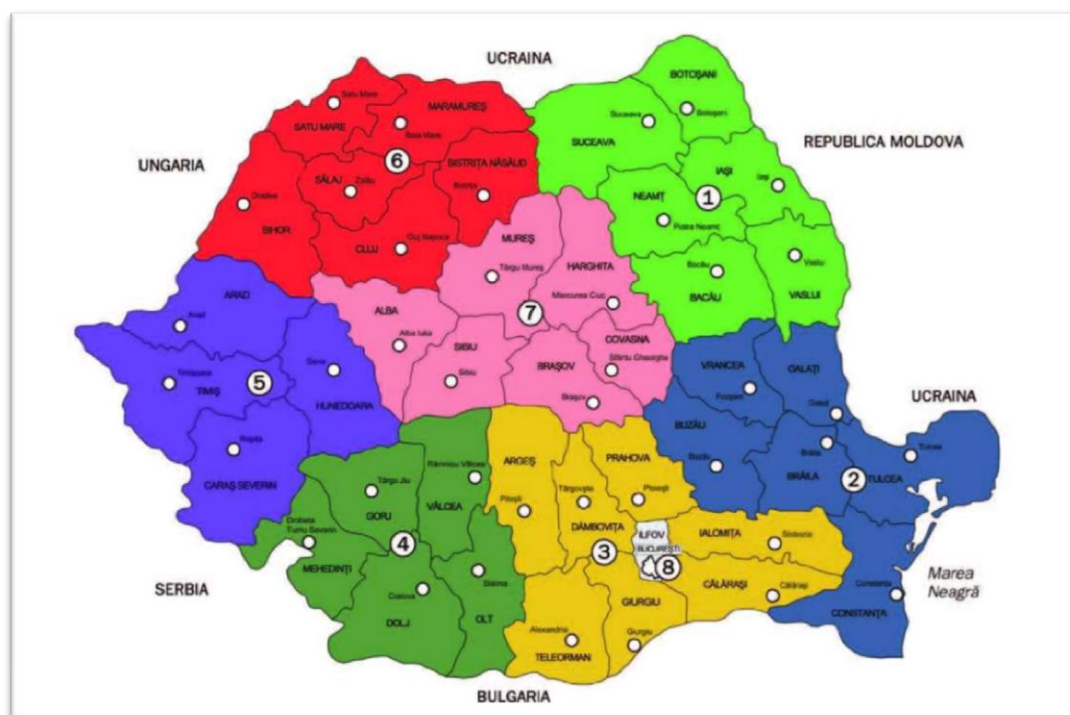 UCRAINA
BOTOȘANI
Botoșani
Suceava
SUCEAVA
REPUBLICA MOLDOVA
Satu Mare
SATU MARE
MARAMUREȘ
Baia Mare
6
BISTRIȚA NĂSĂUD
Bistrița
UNGARIA
SĂLAJ
Zalău
Oradea
BIHOR
Cluj Napoca
CLUJ
IAȘI
Iași
NEAMȚ
1
Piatra Neamț
Bacău
BACĂU
Vaslui
VASLUI
MUREȘ
Târgu Mureș
HARGHITA
Miercurea Ciuc
7
ALBA
Alba Iulia
SIBIU
Sibiu
COVASNA
Sfântu Gheorghe
BRAȘOV
Brașov
ARAD
Arad
Timișoara
TIMIȘ
5
Deva
HUNEDOARA
Reșița
CARAȘ SEVERIN
VRANCEA
Focșani
GALAȚI
Galați
UCRAINA
BUZĂU
Buzău
Brăila
BRĂILA
2
Tulcea
TULCEA
Râmnicu Vâlcea
Târgu Jiu
GORJ
VÂLCEA
ARGEȘ
Pitești
PRAHOVA
Ploiești
Târgoviște
DÂMBOVIȚA
Drobeta
Turnu Severin
MEHEDINȚI
4
Slatina
Craiova
DOLJ
OLT
3
ILFOV
BUCUREȘTI
8
IALOMIȚA
Slobozia
CĂLĂRAȘI
Călărași
GIURGIU
Giurgiu
Alexandria
TELEORMAN
Constanța
CONSTANȚA
Marea
Neagră
SERBIA
BULGARIA